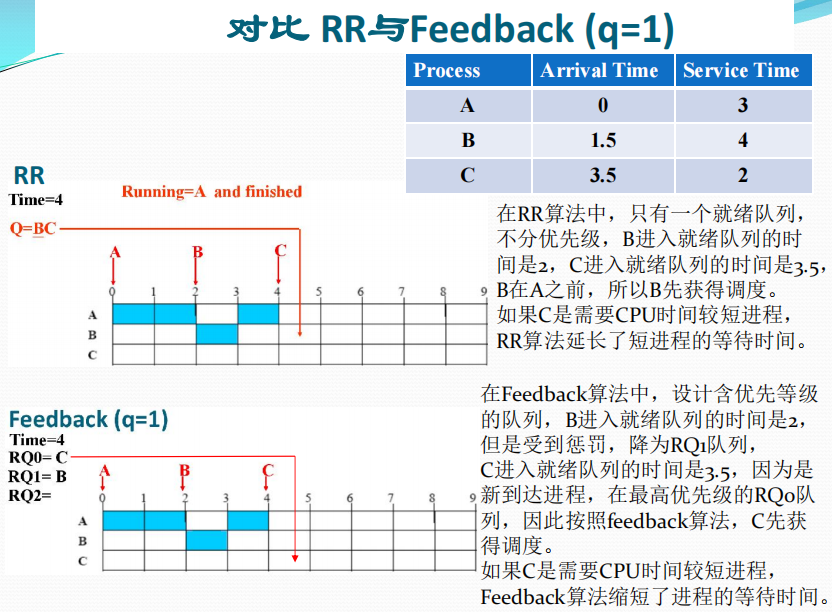 对比 RR与Feedback (q=1)
Process Arrival Time Service Time
A 0 3
B 1.5 4
C 3.5 2
RR
Time=4
Running=A and finished
Q=BC
A B C
0 1 2 3 4 5 6 7 8 9
A
B
C
在RR算法中，只有一个就绪队列，
不分优先级，B进入就绪队列的时
间是2，C进入就绪队列的时间是3.5，
B在A之前，所以B先获得调度。
如果C是需要CPU时间较短进程，
RR算法延长了短进程的等待时间。
Feedback (q=1)
Time=4
RQ0= C
RQ1= B
RQ2=
A B C
0 1 2 3 4 5 6 7 8 9
A
B
C
在Feedback算法中，设计含优先等级
的队列，B进入就绪队列的时间是2，
但是受到惩罚，降为RQ1队列，
C进入就绪队列的时间是3.5，因为是
新到达进程，在最高优先级的RQ0队
列，因此按照feedback算法，C先获
得调度。
如果C是需要CPU时间较短进程，
Feedback算法缩短了进程的等待时间。